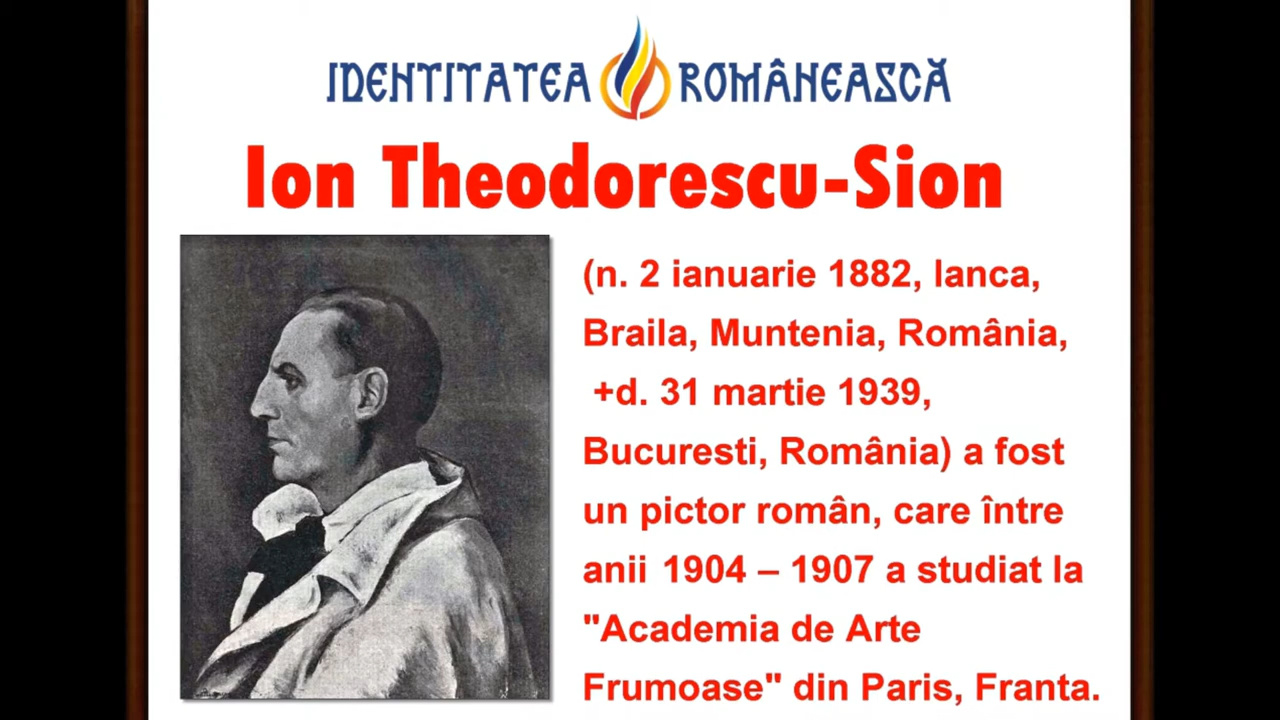 IDENTITATEA ROMÂNEASCĂ
Ion Theodorescu-Sion
(n. 2 ianuarie 1882, Ianca,
Braila, Muntenia, România,
+d. 31 martie 1939,
Bucuresti, România) a fost
un pictor român, care între
anii 1904 – 1907 a studiat la
"Academia de Arte
Frumoase" din Paris, Franta.